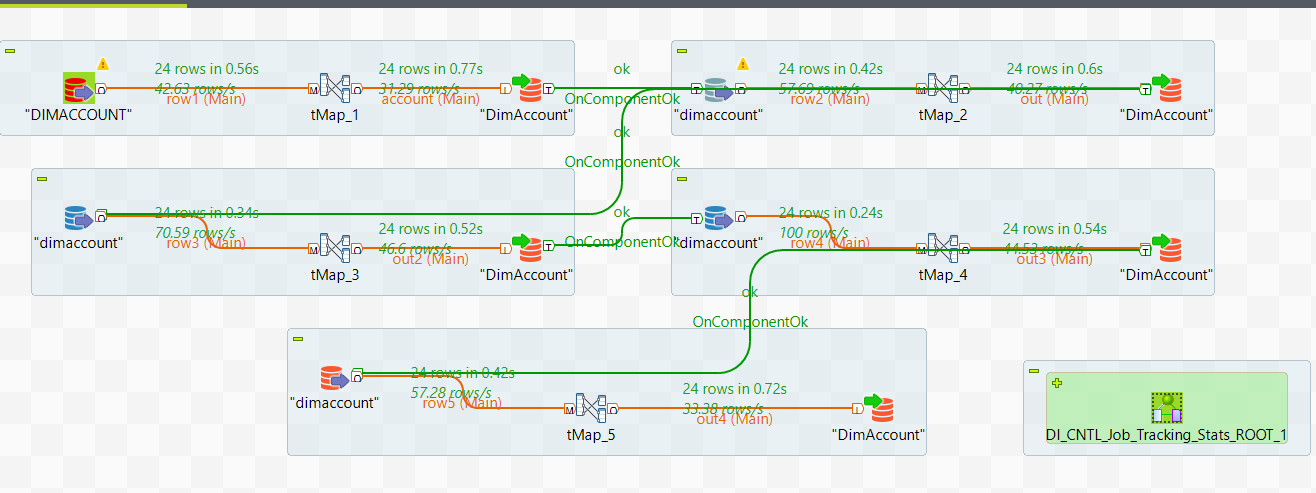 24 rows in 0.56s
42.63 rows/s
row1 (Main)
"DIMACCOUNT"
tMap_1
24 rows in 0.77s
31.29 rows/s
account (Main)
"DimAccount"
ok
OnComponentOk
"dimaccount"
24 rows in 0.42s
57.69 rows/s
row2 (Main)
tMap_2
24 rows in 0.6s
40.27 rows/s
out (Main)
"DimAccount"
ok
OnComponentOk
"dimaccount"
24 rows in 0.34s
70.59 rows/s
row3 (Main)
tMap_3
24 rows in 0.52s
46.6 rows/s
out2 (Main)
"DimAccount"
ok
OnComponentOk
"dimaccount"
24 rows in 0.24s
100 rows/s
row4 (Main)
tMap_4
24 rows in 0.54s
44.53 rows/s
out3 (Main)
"DimAccount"
ok
OnComponentOk
"dimaccount"
24 rows in 0.42s
57.28 rows/s
row5 (Main)
tMap_5
24 rows in 0.72s
33.38 rows/s
out4 (Main)
"DimAccount"
DI_CNTL_Job_Tracking_Stats_ROOT_1